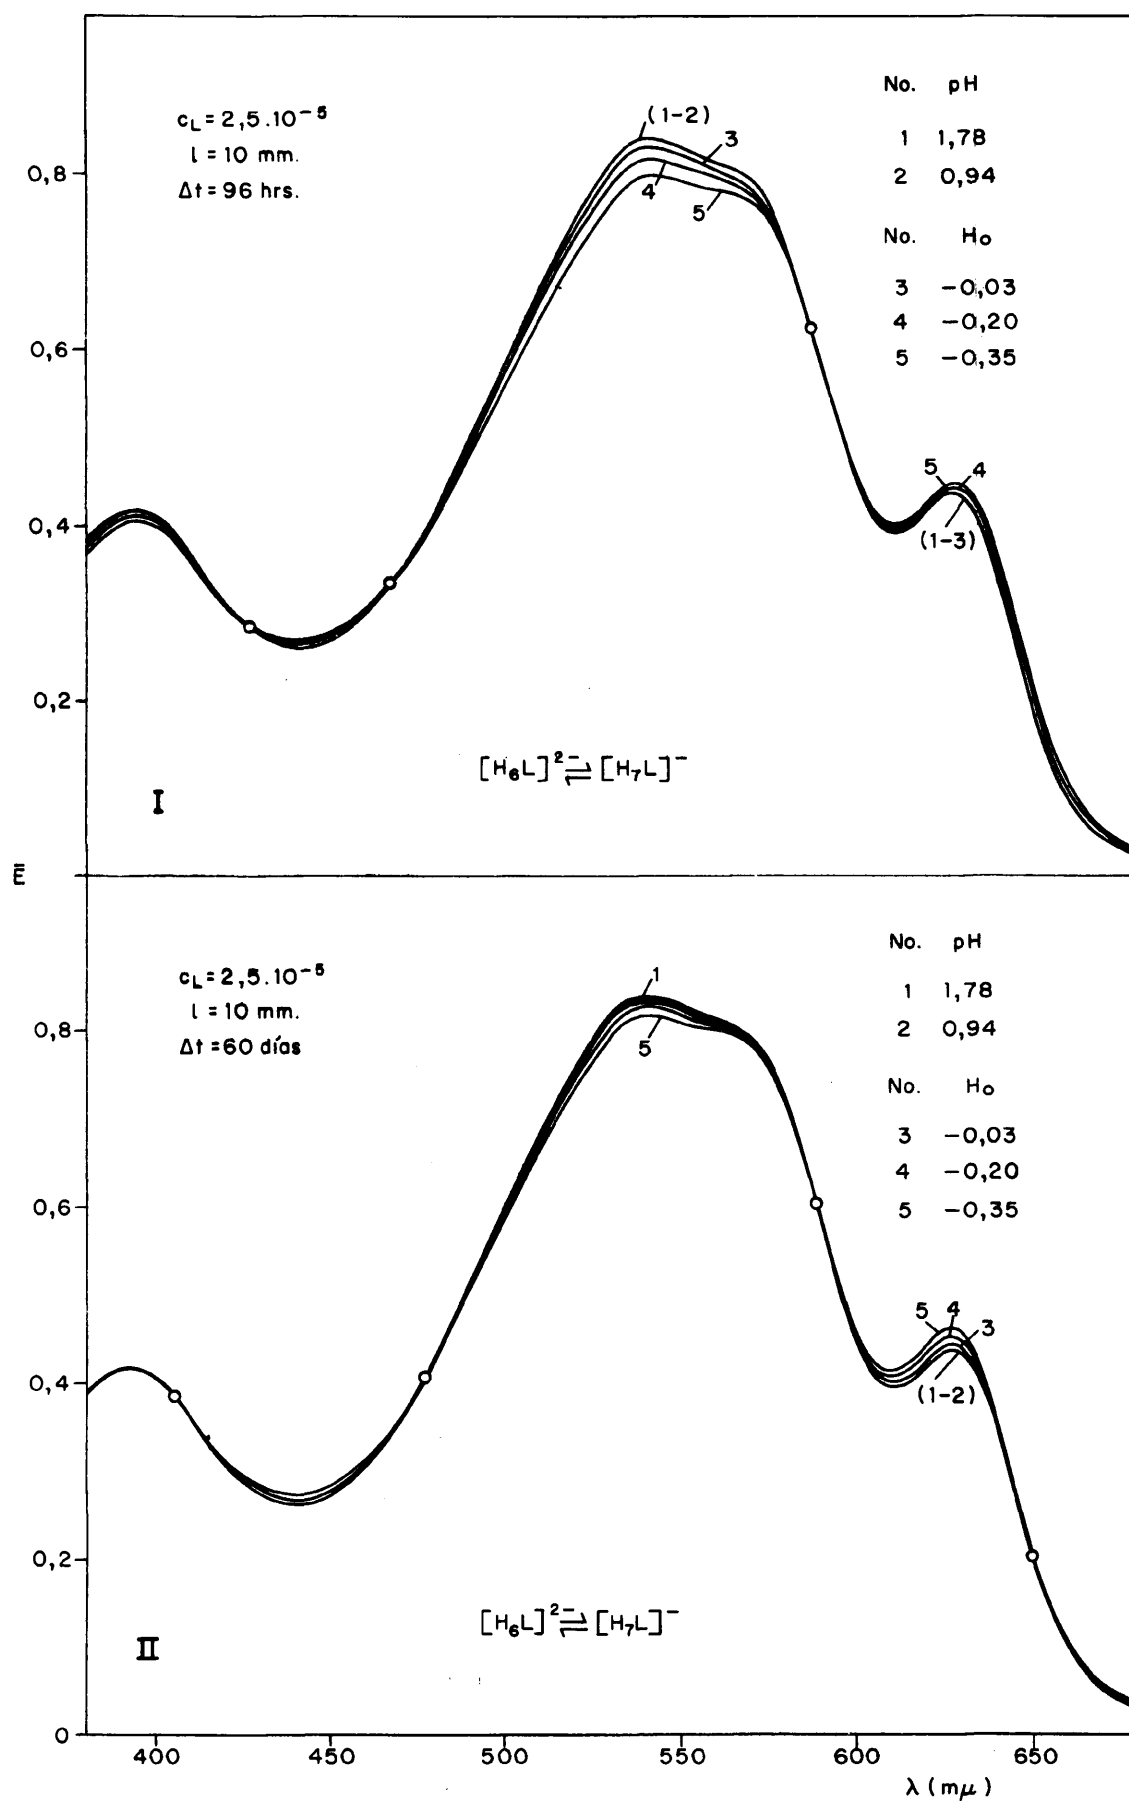 No. pH
c_L = 2,5.10⁻⁵
(1-2)
l = 10 mm.
3
1 1,78
0,8
Δt = 96 hrs.
4
2 0,94
5
No. H₀
3 −0,03
4 −0,20
0,6
5 −0,35
5 4
0,4
(1-3)
0,2
[H₆L]²⁻ ⇌ [H₇L]⁻
I
Ē
No. pH
c_L = 2,5.10⁻⁵
1
1 1,78
l = 10 mm.
0,8
2 0,94
Δt = 60 días
5
No. H₀
3 −0,03
4 −0,20
0,6
5 −0,35
5 4
3
0,4
(1-2)
0,2
[H₆L]²⁻ ⇌ [H₇L]⁻
II
0
400 450 500 550 600 650
λ (mμ)